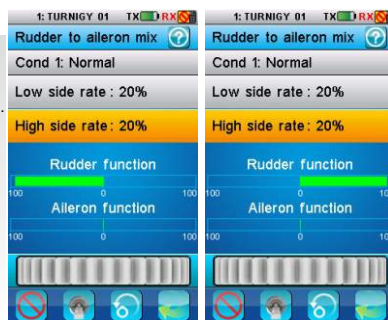 1: TURNIGY 01 TX RX
Rudder to aileron mix ?
Cond 1: Normal
Low side rate: 20%
High side rate: 20%
Rudder function
100 0 100
Aileron function
100 0 100
1: TURNIGY 01 TX RX
Rudder to aileron mix ?
Cond 1: Normal
Low side rate: 20%
High side rate: 20%
Rudder function
100 0 10
Aileron function
100 0 10